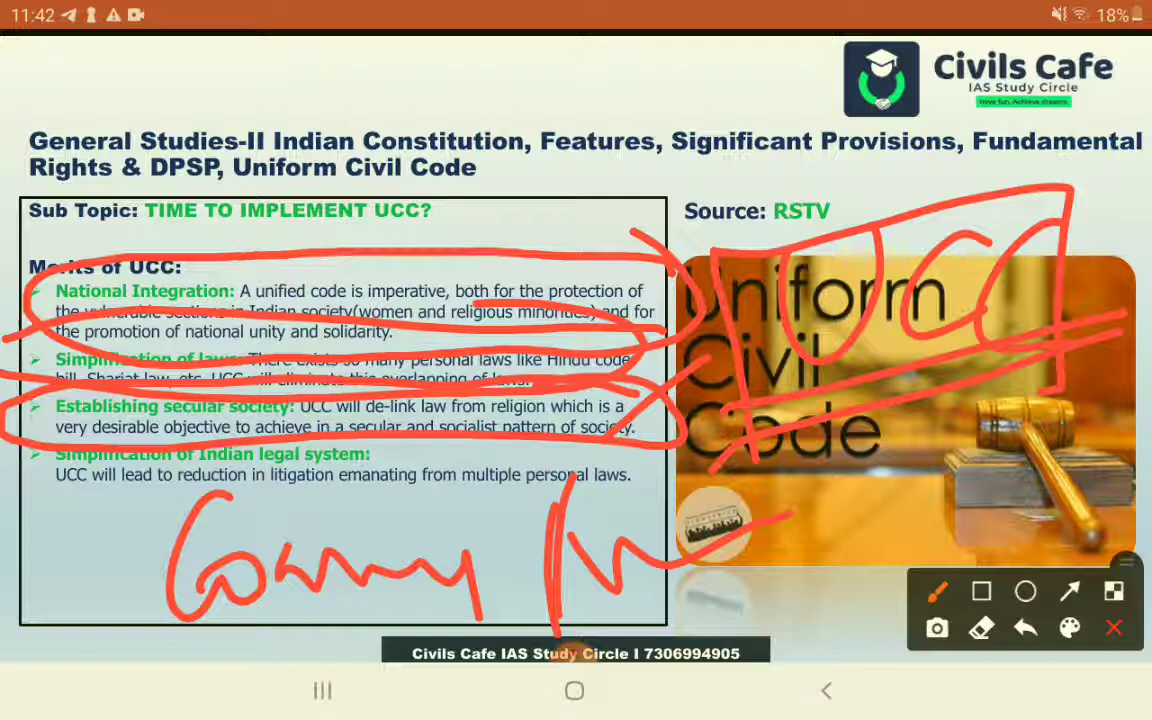 11:42
18%
Civils Cafe
IAS Study Circle
Have fun, Achieve dreams
General Studies-II Indian Constitution, Features, Significant Provisions, Fundamental
Rights & DPSP, Uniform Civil Code
Sub Topic: TIME TO IMPLEMENT UCC?
Merits of UCC:
National Integration: A unified code is imperative, both for the protection of
the vulnerable sections in Indian society(women and religious minorities) and for
the promotion of national unity and solidarity.
Simplification of laws: There exists so many personal laws like Hindu code
bill, Shariat law, etc. UCC will eliminate this overlapping of laws.
Establishing secular society: UCC will de-link law from religion which is a
very desirable objective to achieve in a secular and socialist pattern of society.
Simplification of Indian legal system:
UCC will lead to reduction in litigation emanating from multiple personal laws.
Source: RSTV
Uniform
Civil
Code
UCC
Civils Cafe IAS Study Circle I 7306994905